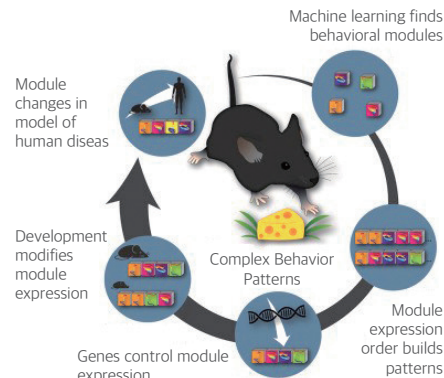 Machine learning finds
behavioral modules
Module
changes in
model of
human diseas
Development
modifies
module
expression
Complex Behavior
Patterns
Module
expression
order builds
patterns
Genes control module
expression